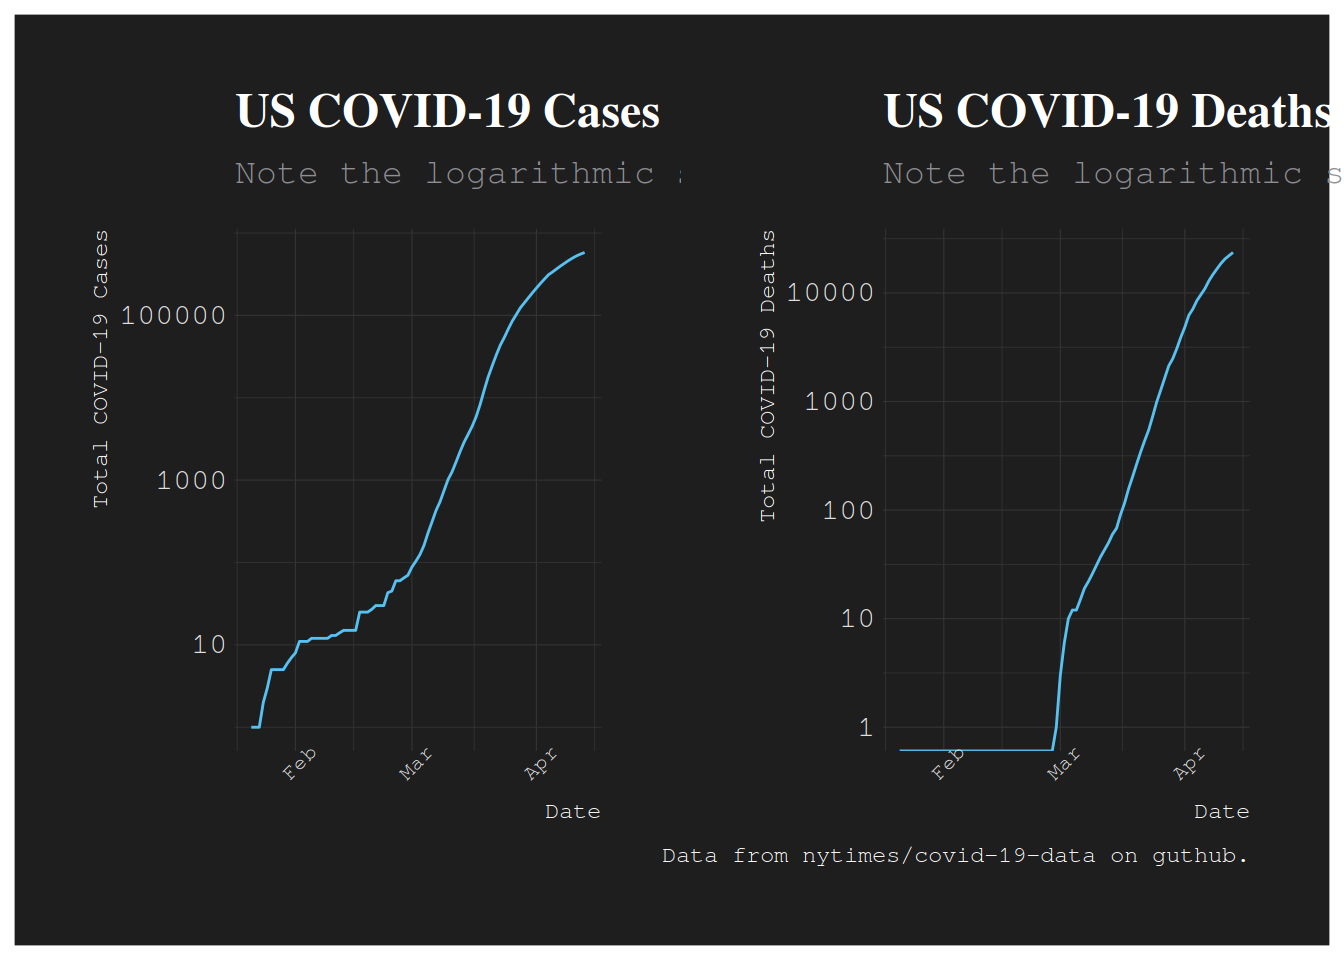 US COVID-19 Cases
Note the logarithmic
Total COVID-19 Cases
100000
1000
10
Feb
Mar
Apr
Date
US COVID-19 Deaths
Note the logarithmic s
Total COVID-19 Deaths
10000
1000
100
10
1
Feb
Mar
Apr
Date
Data from nytimes/covid-19-data on guthub.